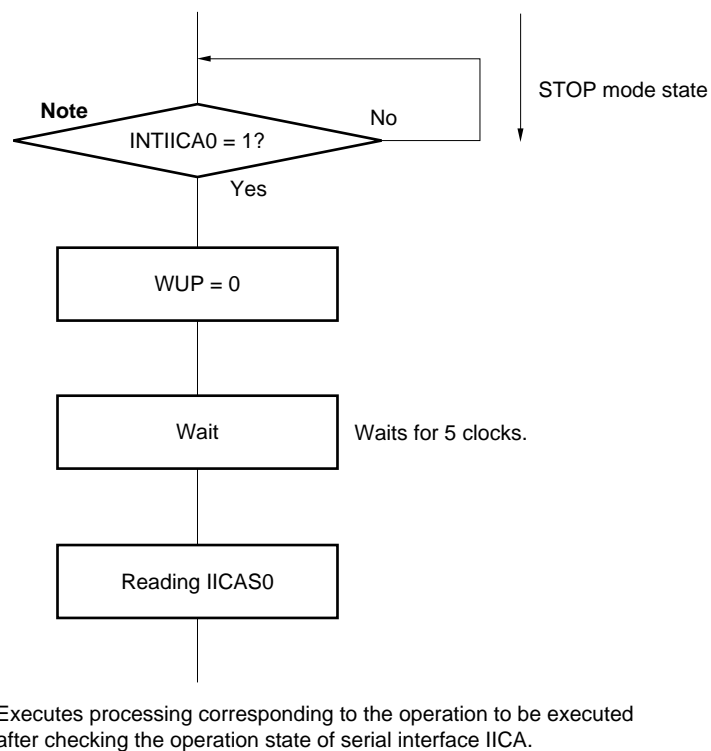 STOP mode state
Note
No
INTIICA0 = 1?
Yes
WUP = 0
Wait
Waits for 5 clocks.
Reading IICAS0
Executes processing corresponding to the operation to be executed
after checking the operation state of serial interface IICA.